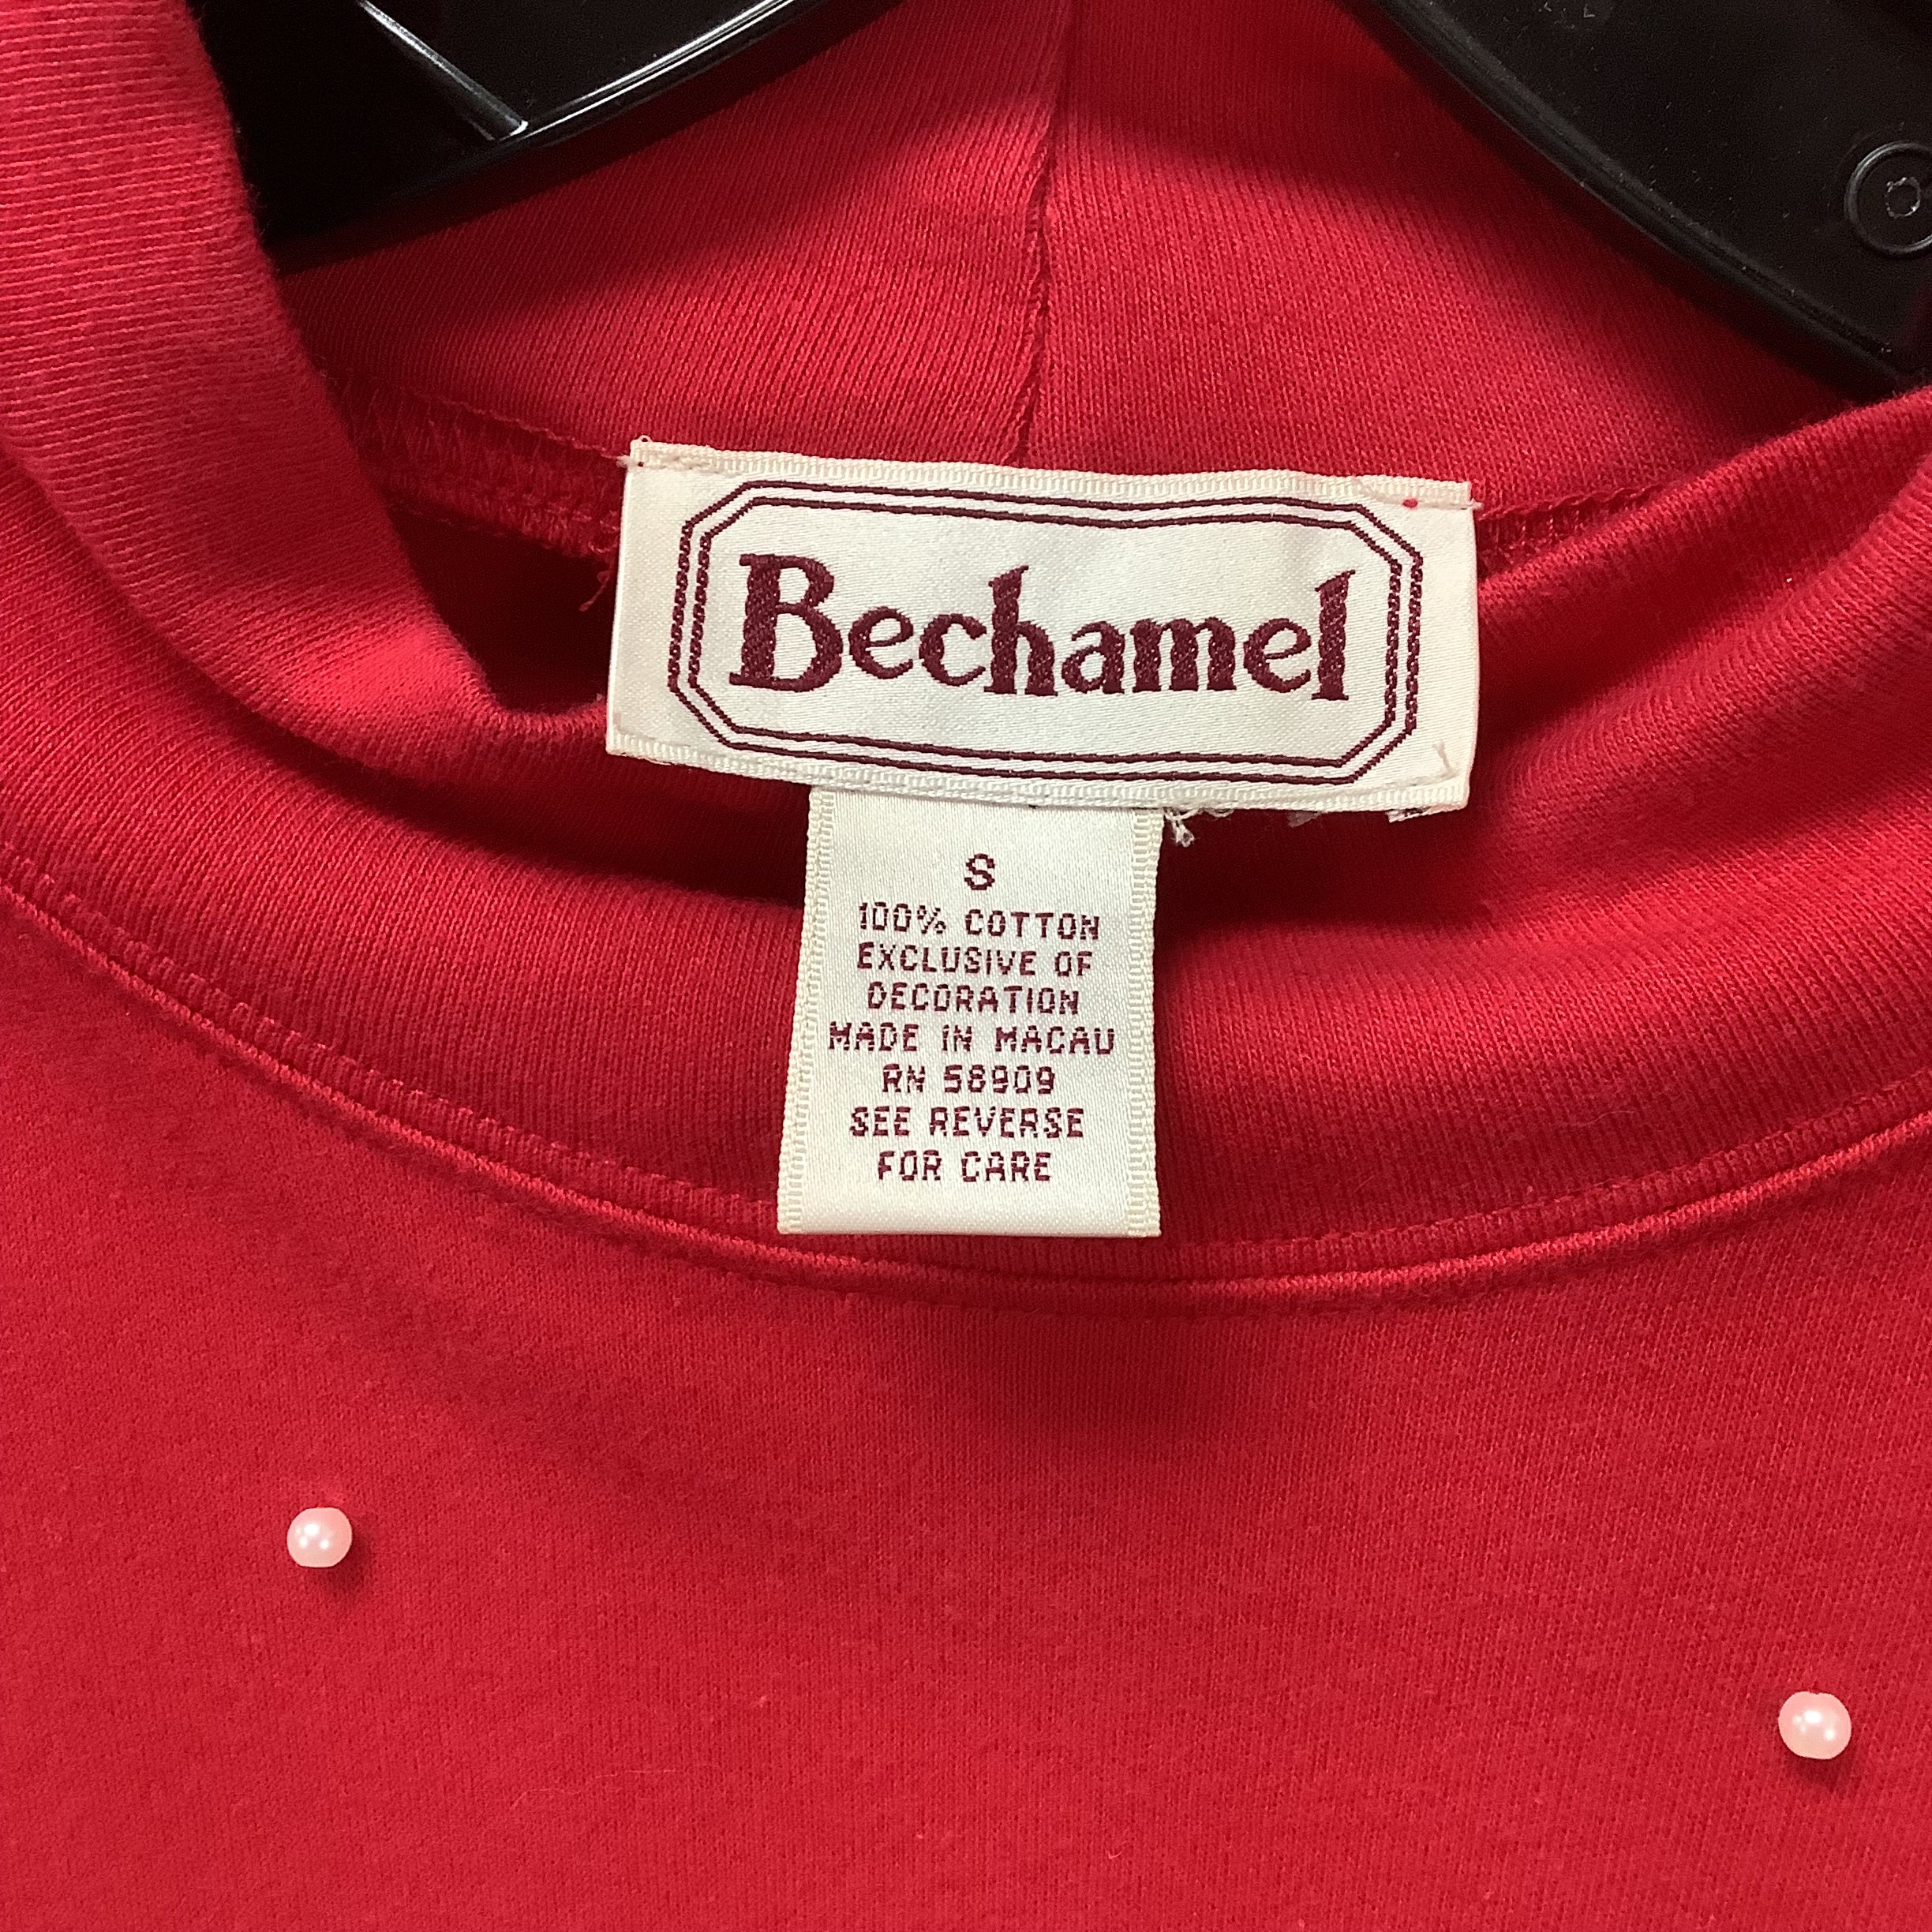 Bechamel
S
100% COTTON
EXCLUSIVE OF
DECORATION
MADE IN MACAU
RN 58909
SEE REVERSE
FOR CARE